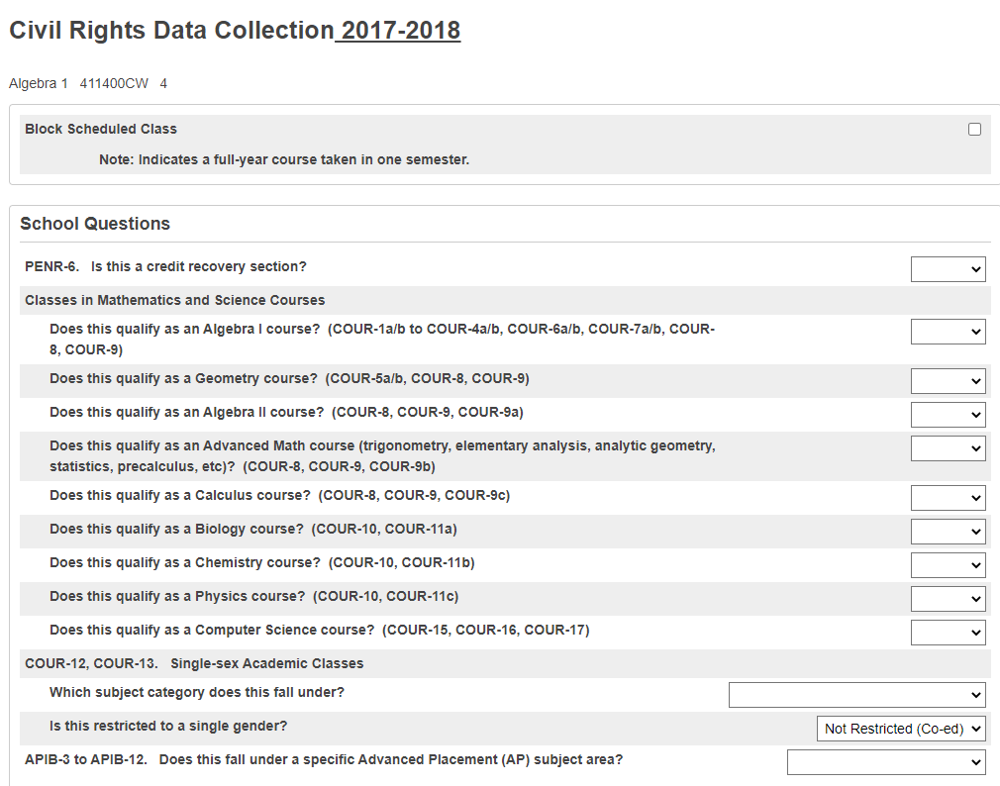 Civil Rights Data Collection 2017-2018
Algebra 1 411400CW 4
Block Scheduled Class
Note: Indicates a full-year course taken in one semester.
School Questions
PENR-6. Is this a credit recovery section?
Classes in Mathematics and Science Courses
Does this qualify as an Algebra I course? (COUR-1a/b to COUR-4a/b, COUR-6a/b, COUR-7a/b, COUR-
8, COUR-9)
Does this qualify as a Geometry course? (COUR-5a/b, COUR-8, COUR-9)
Does this qualify as an Algebra II course? (COUR-8, COUR-9, COUR-9a)
Does this qualify as an Advanced Math course (trigonometry, elementary analysis, analytic geometry,
statistics, precalculus, etc)? (COUR-8, COUR-9, COUR-9b)
Does this qualify as a Calculus course? (COUR-8, COUR-9, COUR-9c)
Does this qualify as a Biology course? (COUR-10, COUR-11a)
Does this qualify as a Chemistry course? (COUR-10, COUR-11b)
Does this qualify as a Physics course? (COUR-10, COUR-11c)
Does this qualify as a Computer Science course? (COUR-15, COUR-16, COUR-17)
COUR-12, COUR-13. Single-sex Academic Classes
Which subject category does this fall under?
Is this restricted to a single gender? Not Restricted (Co-ed)
APIB-3 to APIB-12. Does this fall under a specific Advanced Placement (AP) subject area?